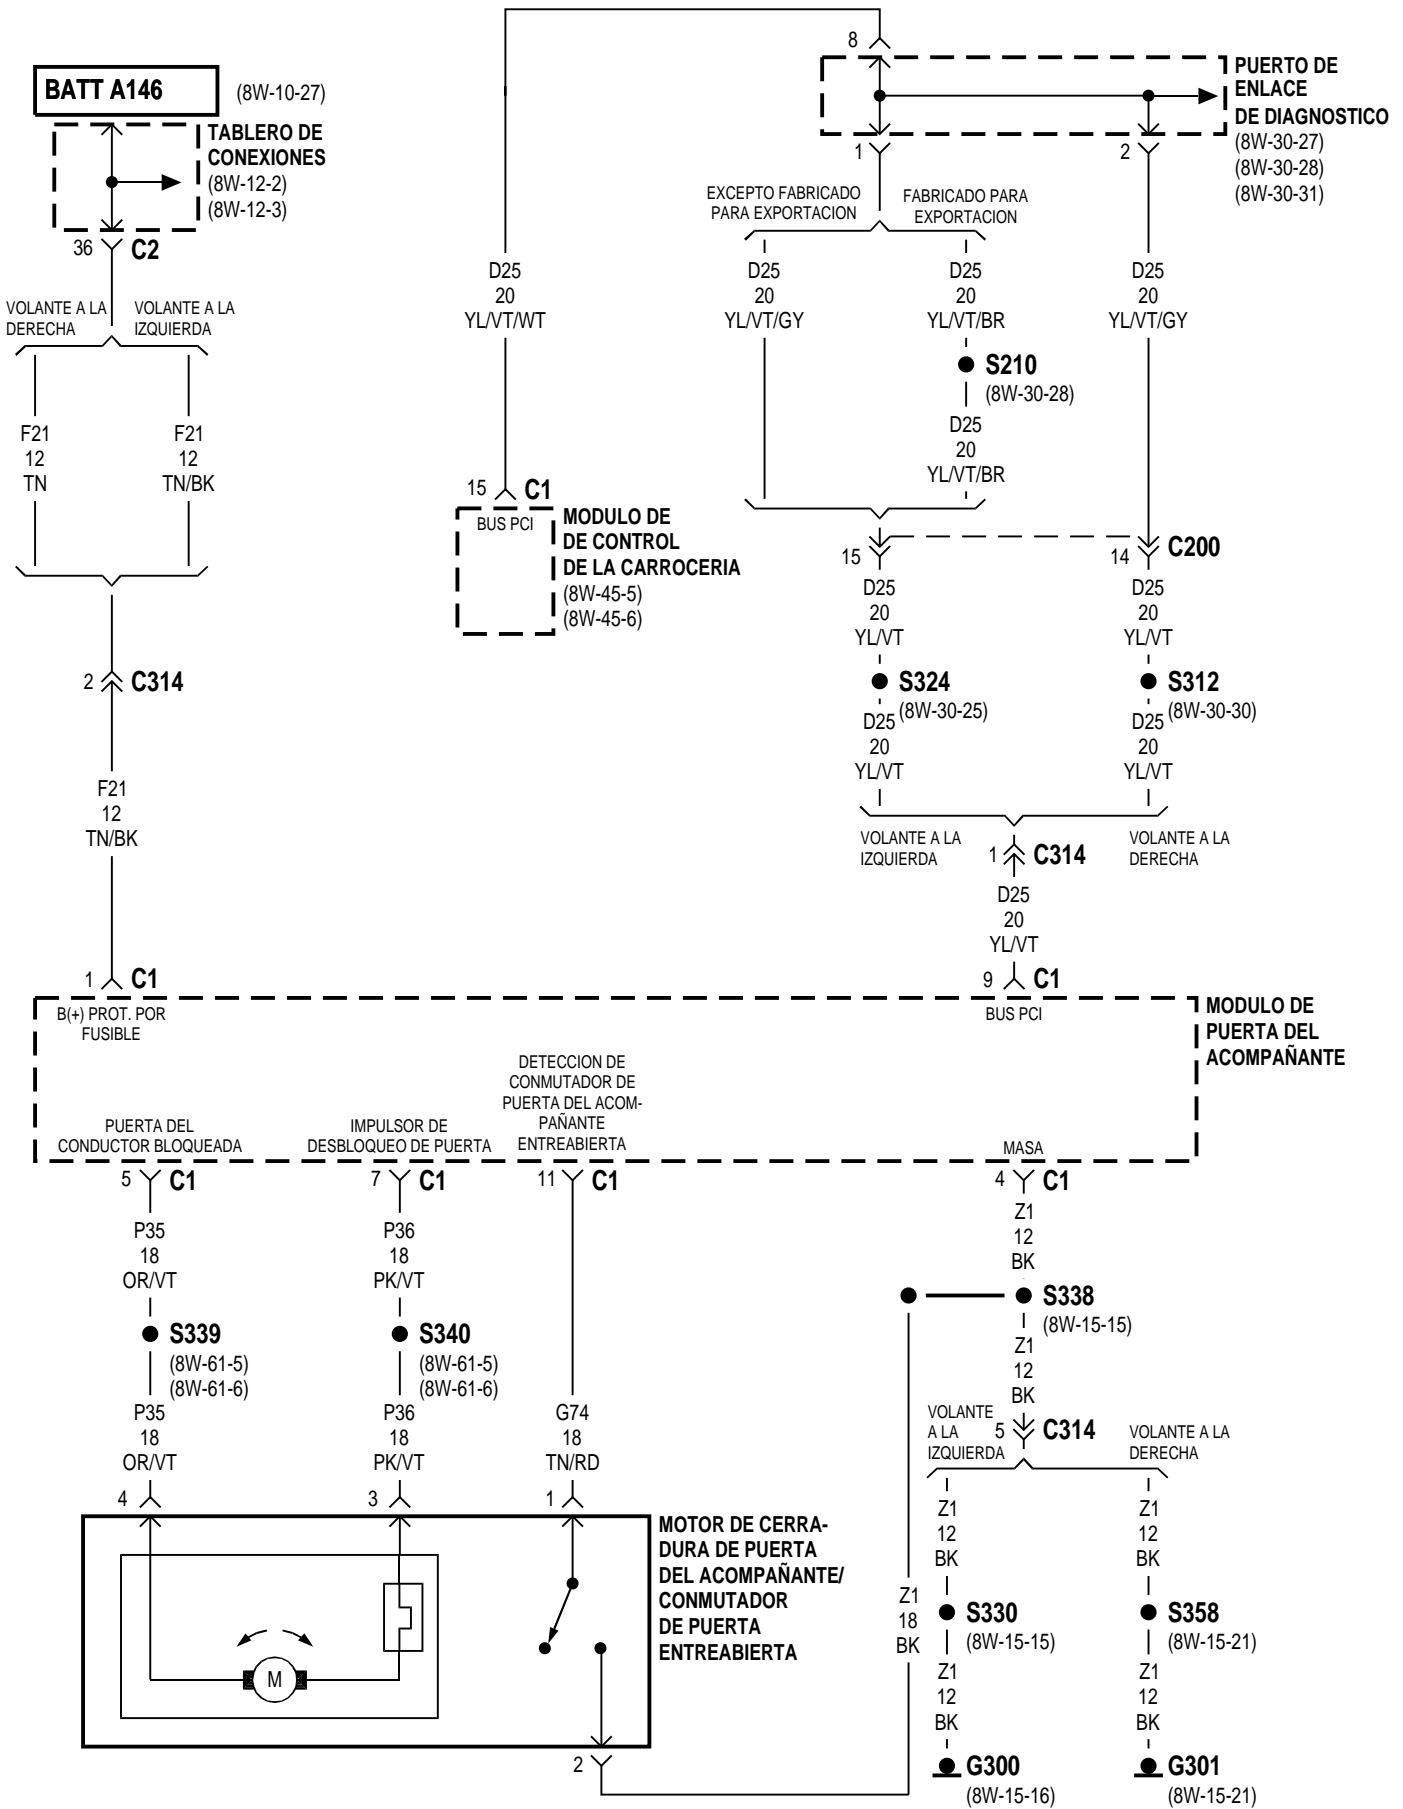 8
BATT A146
(8W-10-27)
TABLERO DE
CONEXIONES
(8W-12-2)
(8W-12-3)
36
C2
PUERTO DE
ENLACE
DE DIAGNOSTICO
(8W-30-27)
(8W-30-28)
(8W-30-31)
1
2
EXCEPTO FABRICADO
PARA EXPORTACION
FABRICADO PARA
EXPORTACION
VOLANTE A LA
DERECHA
VOLANTE A LA
IZQUIERDA
D25
20
YL/VT/WT
D25
20
YL/VT/GY
D25
20
YL/VT/BR
D25
20
YL/VT/GY
S210
(8W-30-28)
D25
20
YL/VT/BR
F21
12
TN
F21
12
TN/BK
15
C1
BUS PCI
MODULO DE
DE CONTROL
DE LA CARROCERIA
(8W-45-5)
(8W-45-6)
15
14
C200
D25
20
YL/VT
D25
20
YL/VT
2
C314
S324
(8W-30-25)
S312
(8W-30-30)
D25
20
YL/VT
D25
20
YL/VT
F21
12
TN/BK
VOLANTE A LA
IZQUIERDA
1
C314
VOLANTE A LA
DERECHA
D25
20
YL/VT
1
C1
9
C1
B(+) PROT. POR
FUSIBLE
BUS PCI
MODULO DE
PUERTA DEL
ACOMPAÑANTE
DETECCION DE
CONMUTADOR DE
PUERTA DEL ACOM-
PAÑANTE
ENTREABIERTA
PUERTA DEL
CONDUCTOR BLOQUEADA
IMPULSOR DE
DESBLOQUEO DE PUERTA
MASA
5
C1
7
C1
11
C1
4
C1
P35
18
OR/VT
P36
18
PK/VT
Z1
12
BK
S339
(8W-61-5)
(8W-61-6)
S340
(8W-61-5)
(8W-61-6)
S338
(8W-15-15)
Z1
12
BK
P35
18
OR/VT
P36
18
PK/VT
G74
18
TN/RD
VOLANTE
A LA
IZQUIERDA
5
C314
VOLANTE A LA
DERECHA
4
3
1
MOTOR DE CERRA-
DURA DE PUERTA
DEL ACOMPAÑANTE/
CONMUTADOR
DE PUERTA
ENTREABIERTA
M
Z1
18
BK
Z1
12
BK
Z1
12
BK
S330
(8W-15-15)
S358
(8W-15-21)
Z1
12
BK
Z1
12
BK
2
G300
(8W-15-16)
G301
(8W-15-21)